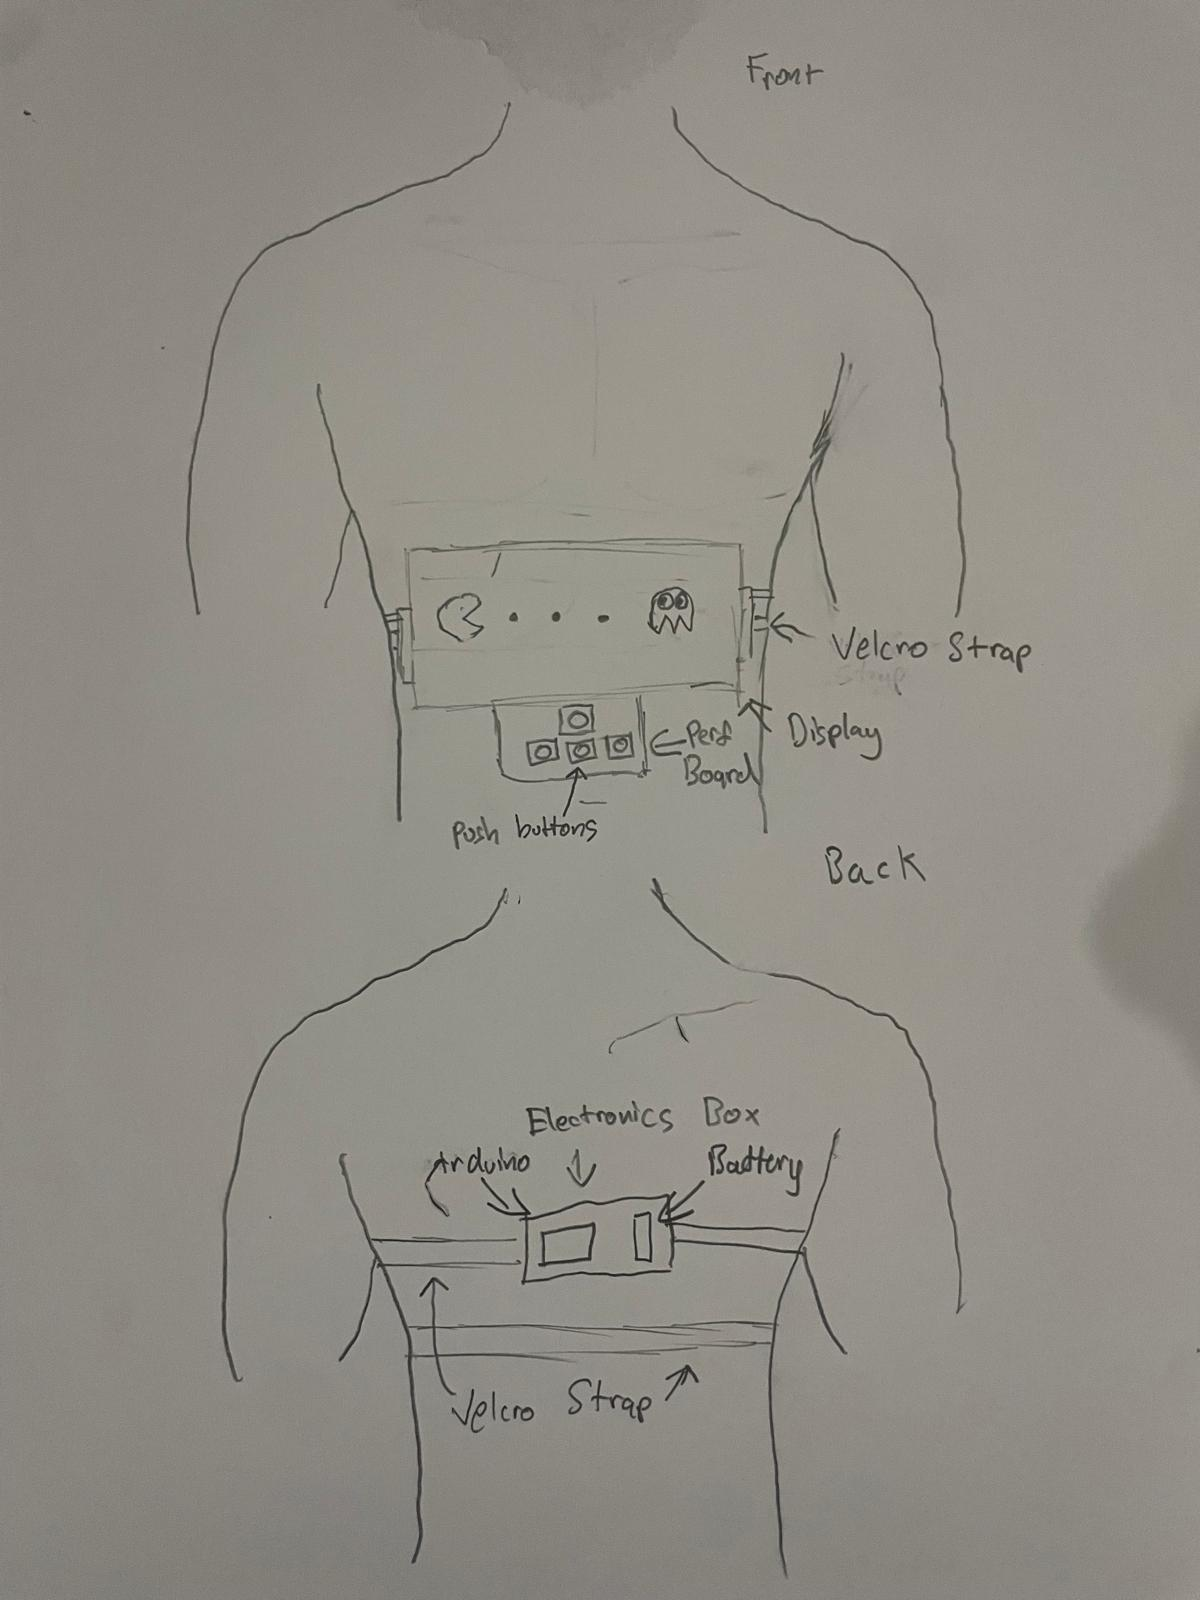 Front
Velcro Strap
Strap
Display
Perf
Board
Push buttons
Back
Electronics Box
Arduino
Battery
Velcro Strap